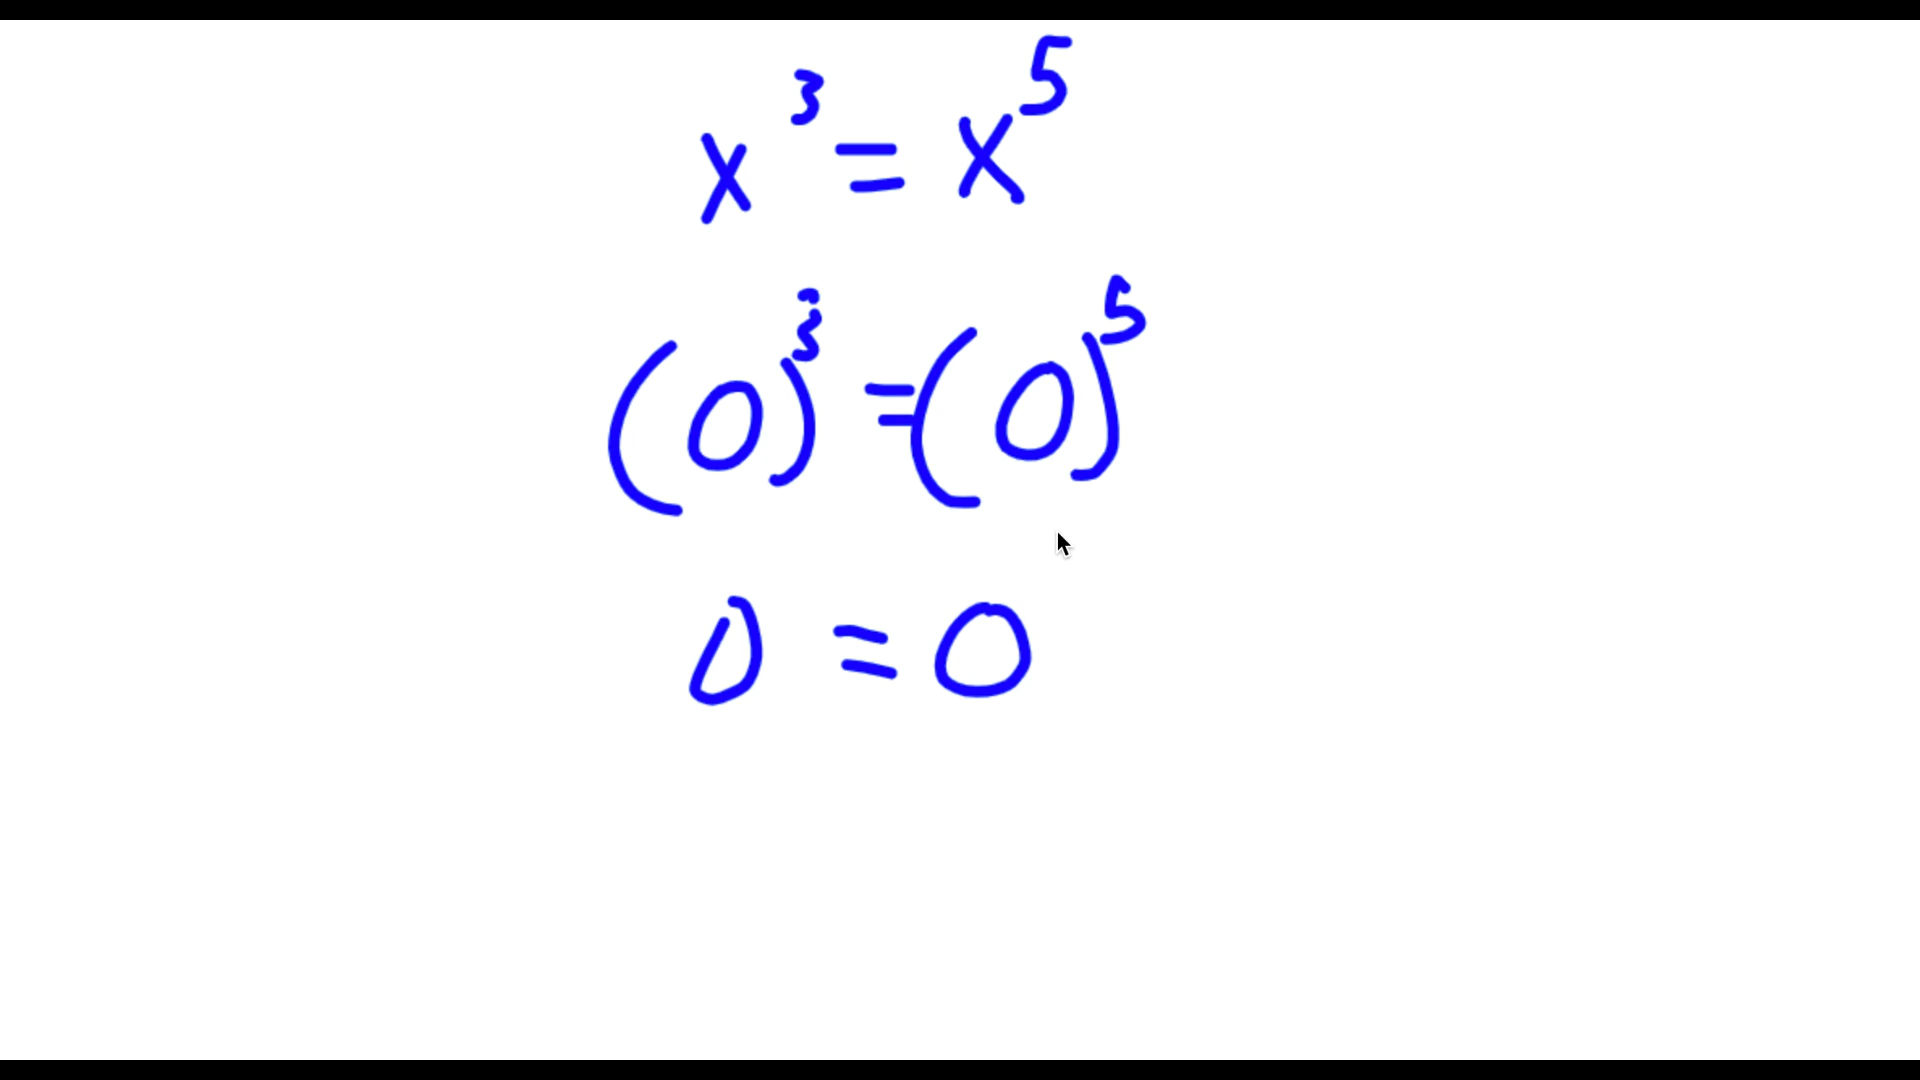 x³ = x⁵
(0)³ = (0)⁵
0 = 0